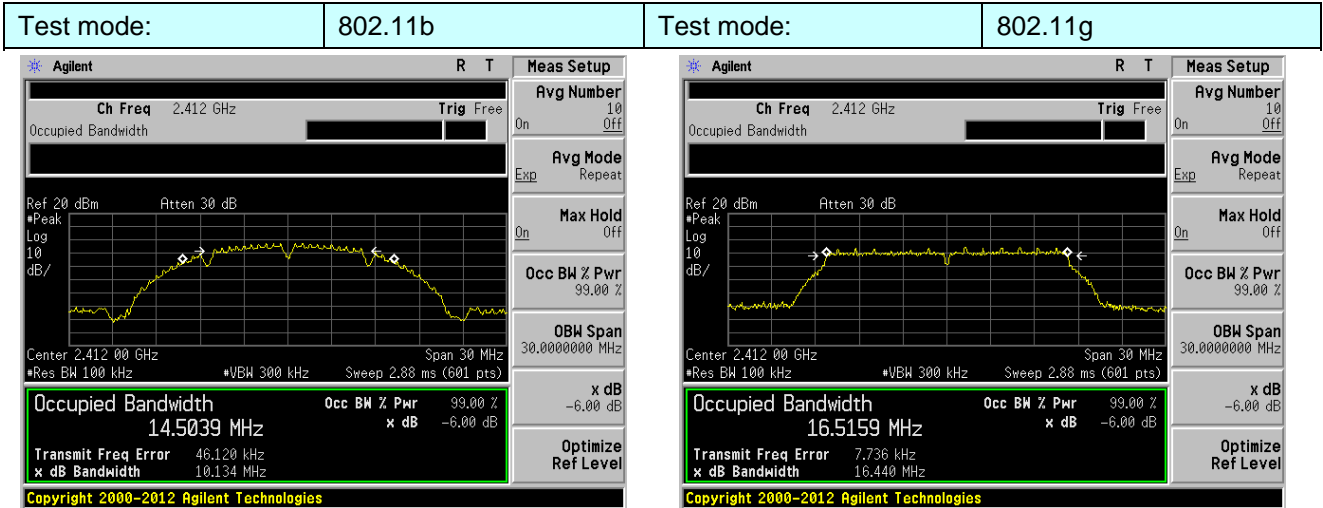 Test mode: 802.11b Test mode: 802.11g
Agilent R T Meas Setup
Avg Number
10
On Off
Ch Freq 2.412 GHz Trig Free
Occupied Bandwidth
Avg Mode
Exp Repeat
Ref 20 dBm Atten 30 dB
#Peak
Log
10
dB/
Max Hold
On Off
Occ BW % Pwr
99.00 %
OBW Span
30.0000000 MHz
Center 2.412 00 GHz Span 30 MHz
#Res BW 100 kHz #VBW 300 kHz Sweep 2.88 ms (601 pts)
x dB
-6.00 dB
Occupied Bandwidth Occ BW % Pwr 99.00 %
14.5039 MHz x dB -6.00 dB
Optimize
Ref Level
Transmit Freq Error 46.120 kHz
x dB Bandwidth 10.134 MHz
Copyright 2000-2012 Agilent Technologies
Agilent R T Meas Setup
Avg Number
10
On Off
Ch Freq 2.412 GHz Trig Free
Occupied Bandwidth
Avg Mode
Exp Repeat
Ref 20 dBm Atten 30 dB
#Peak
Log
10
dB/
Max Hold
On Off
Occ BW % Pwr
99.00 %
OBW Span
30.0000000 MHz
Center 2.412 00 GHz Span 30 MHz
#Res BW 100 kHz #VBW 300 kHz Sweep 2.88 ms (601 pts)
x dB
-6.00 dB
Occupied Bandwidth Occ BW % Pwr 99.00 %
16.5159 MHz x dB -6.00 dB
Optimize
Ref Level
Transmit Freq Error 7.736 kHz
x dB Bandwidth 16.440 MHz
Copyright 2000-2012 Agilent Technologies